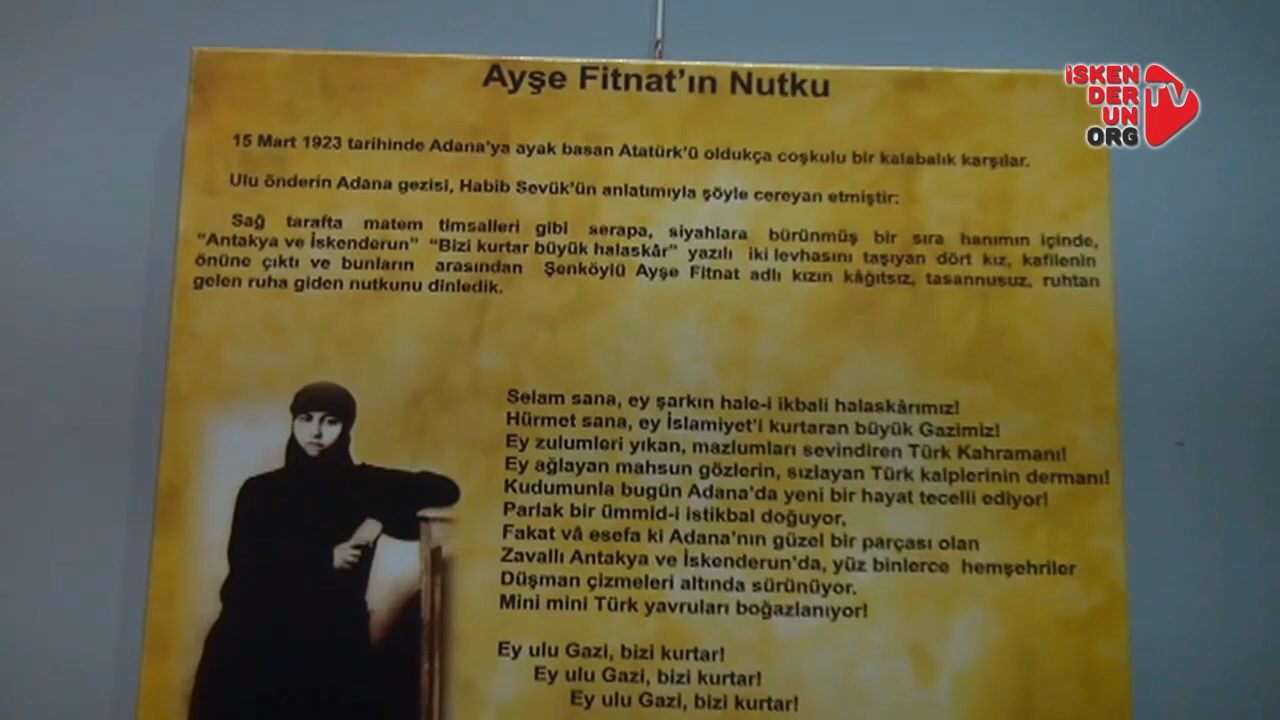 Ayşe Fitnat'ın Nutku
15 Mart 1923 tarihinde Adana'ya ayak basan Atatürk'ü oldukça coşkulu bir kalabalık karşılar.
Ulu önderin Adana gezisi, Habib Sevük'ün anlatımıyla şöyle cereyan etmiştir:
Sağ tarafta matem timsalleri gibi serapa, siyahlara bürünmüş bir sıra hanımın içinde,
"Antakya ve İskenderun" "Bizi kurtar büyük halaskâr" yazılı iki levhasını taşıyan dört kız, kafilenin
önüne çıktı ve bunların arasından Şenköylü Ayşe Fitnat adlı kızın kâğıtsız, tasannusuz, ruhtan
gelen ruha giden nutkunu dinledik.
Selam sana, ey şarkın hale-i ikbali halaskârımız!
Hürmet sana, ey İslamiyet'i kurtaran büyük Gazimiz!
Ey zulumleri yıkan, mazlumları sevindiren Türk Kahramanı!
Ey ağlayan mahsun gözlerin, sızlayan Türk kalplerinin dermanı!
Kudumunla bugün Adana'da yeni bir hayat tecelli ediyor!
Parlak bir ümmid-i istikbal doğuyor,
Fakat vâ esefa ki Adana'nın güzel bir parçası olan
Zavallı Antakya ve İskenderun'da, yüz binlerce hemşehriler
Düşman çizmeleri altında sürünüyor.
Mini mini Türk yavruları boğazlanıyor!
Ey ulu Gazi, bizi kurtar!
Ey ulu Gazi, bizi kurtar!
Ey ulu Gazi, bizi kurtar!
İSKEN
DER
UN
ORG
TV